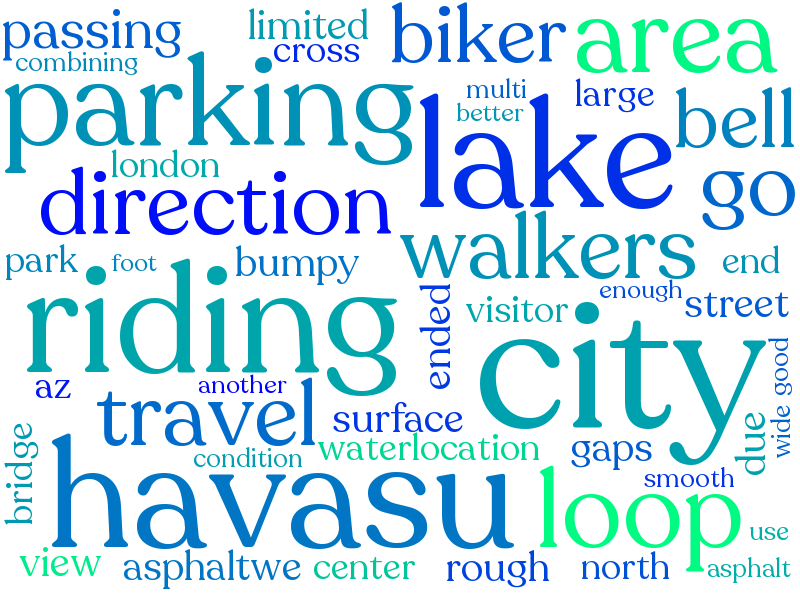 passing
limited
biker
area
combining
cross
parking
multi
large
better
lake
bell
london
direction
go
walkers
park
foot
bumpy
end
riding
ended
visitor
enough
street
city
az
another
travel
surface
good
wide
due
bridge
waterlocation
gaps
condition
havasu
smooth
loop
use
view
asphaltwe
center
rough
north
asphalt